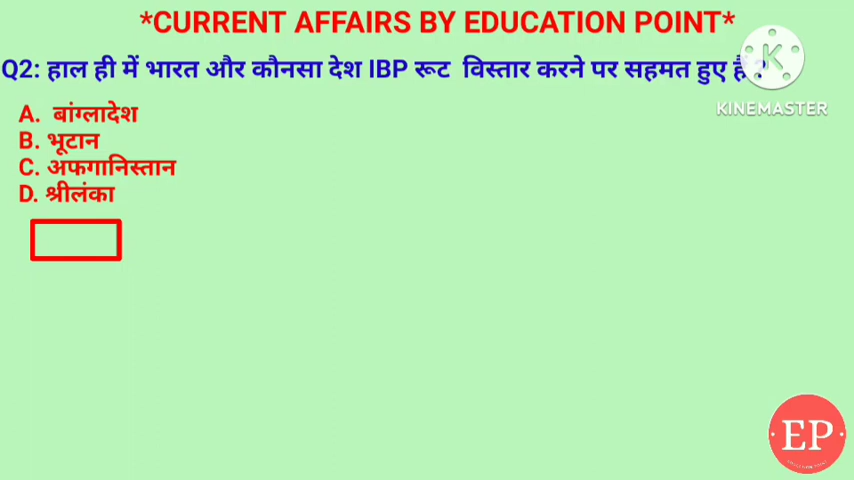 *CURRENT AFFAIRS BY EDUCATION POINT*
Q2: हाल ही में भारत और कौनसा देश IBP रूट विस्तार करने पर सहमत हुए हैं ?
KINEMASTER
A. बांग्लादेश
B. भूटान
C. अफगानिस्तान
D. श्रीलंका
EP